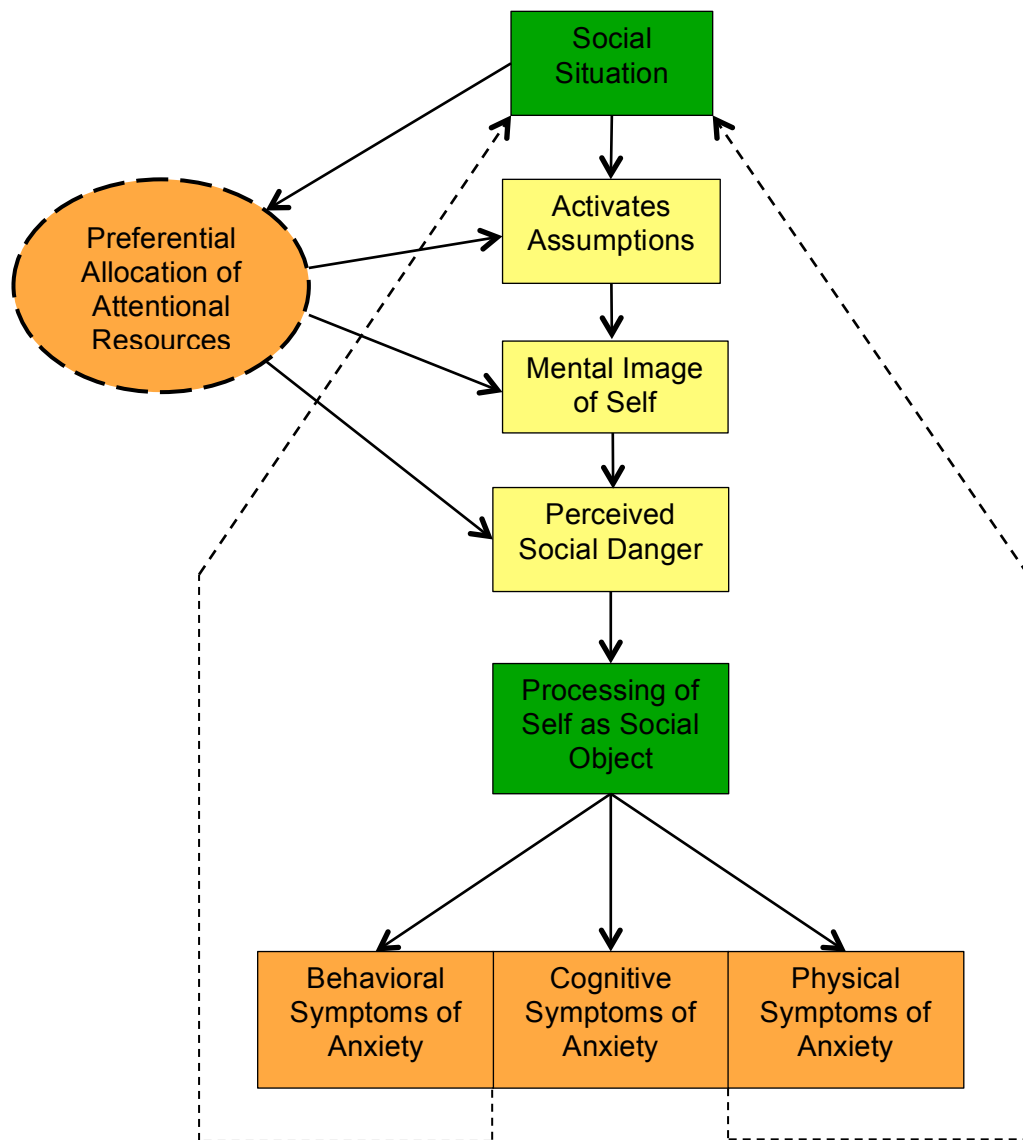 Social
Situation
Activates
Assumptions
Preferential
Allocation of
Attentional
Resources
Mental Image
of Self
Perceived
Social Danger
Processing of
Self as Social
Object
Behavioral
Symptoms of
Anxiety
Cognitive
Symptoms of
Anxiety
Physical
Symptoms of
Anxiety